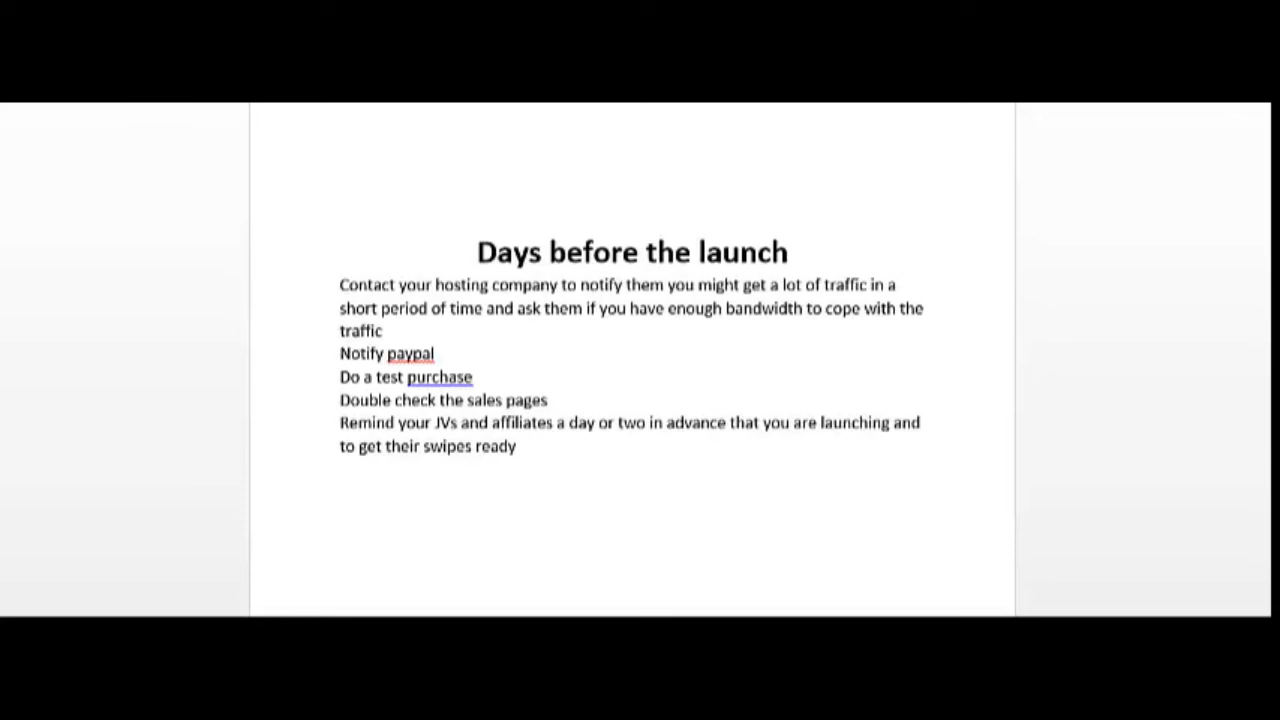 Days before the launch
Contact your hosting company to notify them you might get a lot of traffic in a
short period of time and ask them if you have enough bandwidth to cope with the
traffic
Notify paypal
Do a test purchase
Double check the sales pages
Remind your JVs and affiliates a day or two in advance that you are launching and
to get their swipes ready